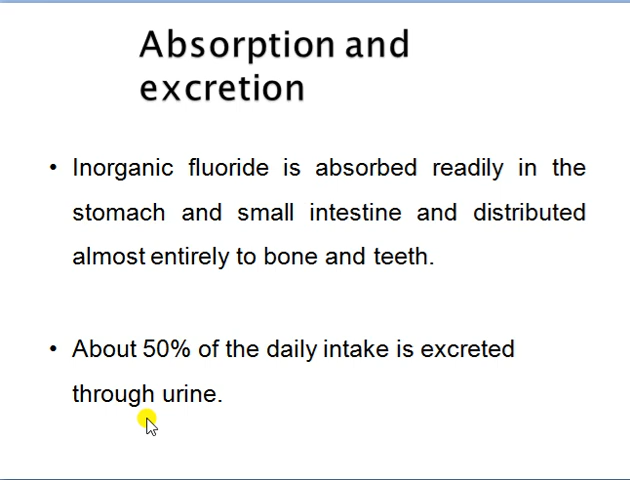 Absorption and
excretion
• Inorganic fluoride is absorbed readily in the
stomach and small intestine and distributed
almost entirely to bone and teeth.
• About 50% of the daily intake is excreted
through urine.